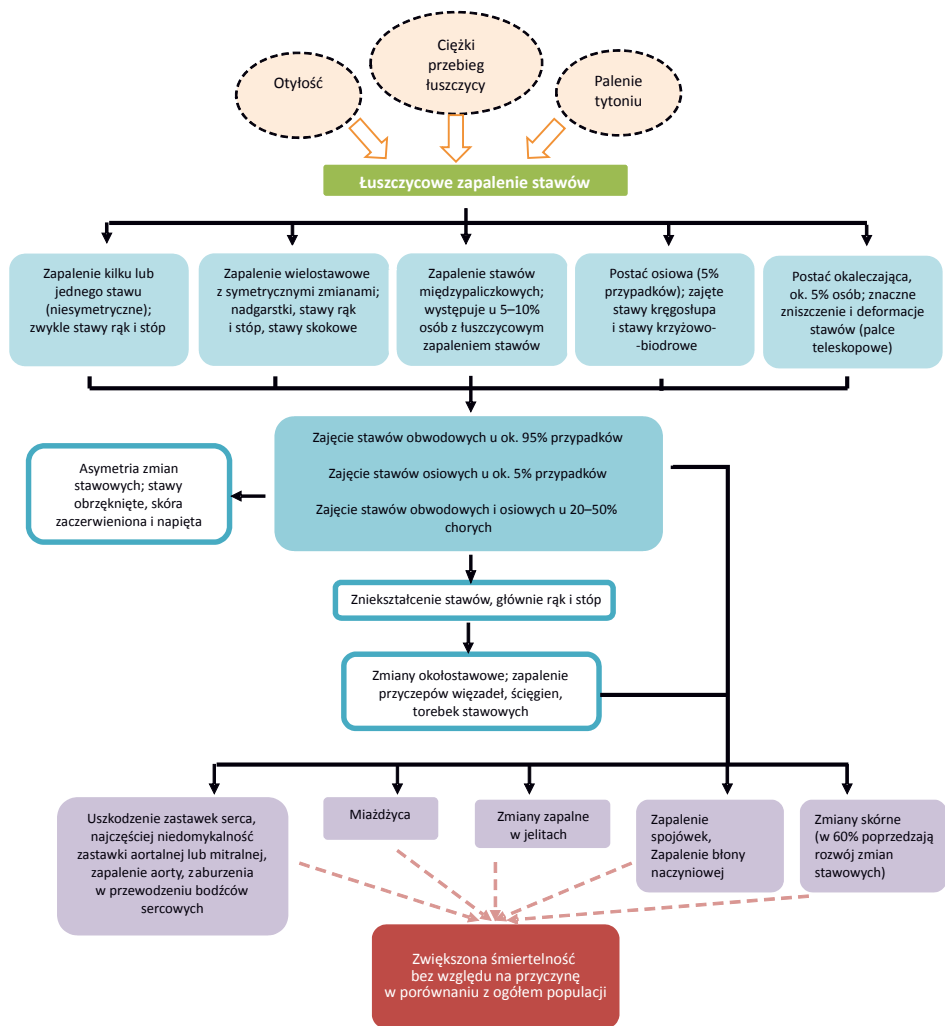 Otyłość
Ciężki
przebieg
łuszczycy
Palenie
tytoniu
Łuszczycowe zapalenie stawów
Zapalenie kilku lub
jednego stawu
(niesymetryczne);
zwykle stawy rąk i stóp
Zapalenie wielostawowe
z symetrycznymi zmianami;
nadgarstki, stawy rąk
i stóp, stawy skokowe
Zapalenie stawów
międzypaliczkowych;
występuje u 5–10%
osób z łuszczycowym
zapaleniem stawów
Postać osiowa (5%
przypadków); zajęte
stawy kręgosłupa
i stawy krzyżowo-
-biodrowe
Postać okaleczająca,
ok. 5% osób; znaczne
zniszczenie i deformacje
stawów (palce
teleskopowe)
Zajęcie stawów obwodowych u ok. 95% przypadków
Zajęcie stawów osiowych u ok. 5% przypadków
Zajęcie stawów obwodowych i osiowych u 20–50%
chorych
Asymetria zmian
stawowych; stawy
obrzęknięte, skóra
zaczerwieniona i napięta
Zniekształcenie stawów, głównie rąk i stóp
Zmiany okołostawowe; zapalenie
przyczepów więzadeł, ścięgien,
torebek stawowych
Uszkodzenie zastawek serca,
najczęściej niedomykalność
zastawki aortalnej lub mitralnej,
zapalenie aorty, zaburzenia
w przewodzeniu bodźców
sercowych
Miażdżyca
Zmiany zapalne
w jelitach
Zapalenie
spojówek,
Zapalenie błony
naczyniowej
Zmiany skórne
(w 60% poprzedzają
rozwój zmian
stawowych)
Zwiększona śmiertelność
bez względu na przyczynę
w porównaniu z ogółem populacji